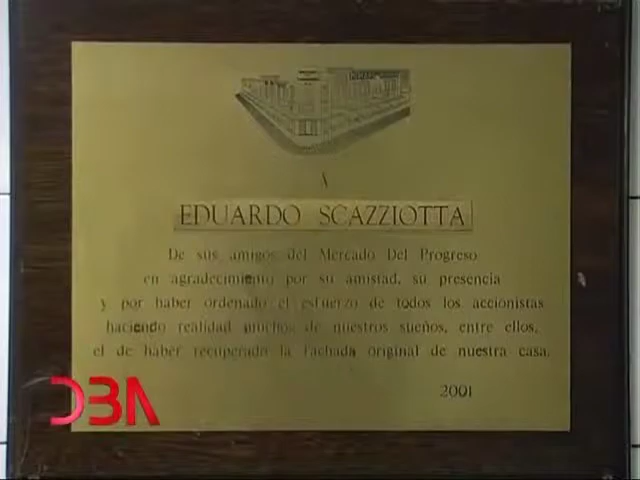 A
EDUARDO SCAZZIOTTA
De sus amigos del Mercado Del Progreso
en agradecimiento por su amistad, su presencia
y por haber ordenado el esfuerzo de todos los accionistas
haciendo realidad muchos de nuestros sueños, entre ellos,
el de haber recuperado la fachada original de nuestra casa.
2001
DBN